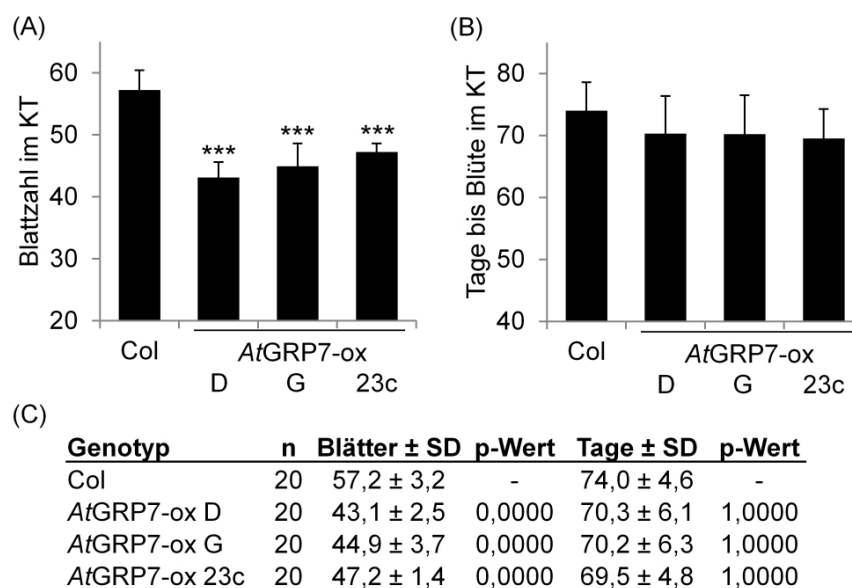 (A)
Blattzahl im KT
60
50
40
30
20
***
***
***
Col
AtGRP7-ox
D G 23c
(B)
Tage bis Blüte im KT
80
70
60
50
40
Col
AtGRP7-ox
D G 23c
(C)
Genotyp n Blätter ± SD p-Wert Tage ± SD p-Wert
Col 20 57,2 ± 3,2 - 74,0 ± 4,6 -
AtGRP7-ox D 20 43,1 ± 2,5 0,0000 70,3 ± 6,1 1,0000
AtGRP7-ox G 20 44,9 ± 3,7 0,0000 70,2 ± 6,3 1,0000
AtGRP7-ox 23c 20 47,2 ± 1,4 0,0000 69,5 ± 4,8 1,0000